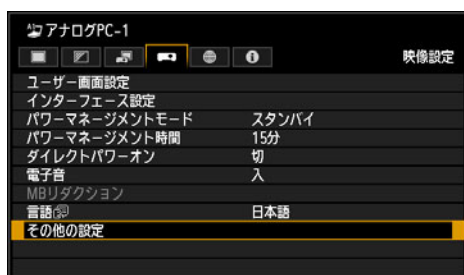 アナログPC-1
映像設定
ユーザー画面設定
インターフェース設定
パワーマネージメントモード スタンバイ
パワーマネージメント時間 15分
ダイレクトパワーオン 切
電子音 入
MBリダクション
言語 日本語
その他の設定